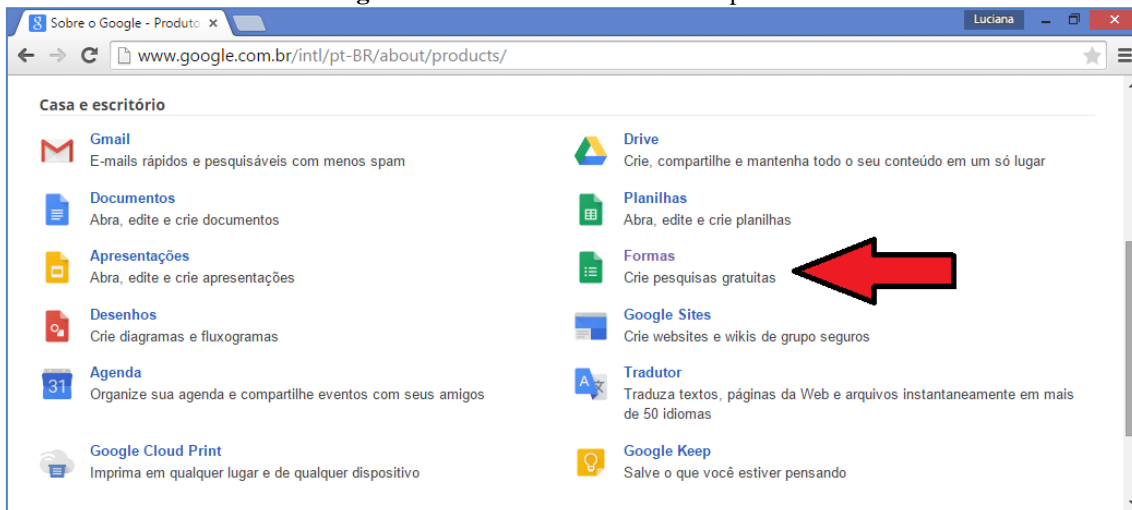 Sobre o Google - Produto
Luciana
www.google.com.br/intl/pt-BR/about/products/
Casa e escritório
Gmail
E-mails rápidos e pesquisáveis com menos spam
Drive
Crie, compartilhe e mantenha todo o seu conteúdo em um só lugar
Documentos
Abra, edite e crie documentos
Planilhas
Abra, edite e crie planilhas
Apresentações
Abra, edite e crie apresentações
Formas
Crie pesquisas gratuitas
Desenhos
Crie diagramas e fluxogramas
Google Sites
Crie websites e wikis de grupo seguros
31
Agenda
Organize sua agenda e compartilhe eventos com seus amigos
Tradutor
Traduza textos, páginas da Web e arquivos instantaneamente em mais
de 50 idiomas
Google Cloud Print
Imprima em qualquer lugar e de qualquer dispositivo
Google Keep
Salve o que você estiver pensando